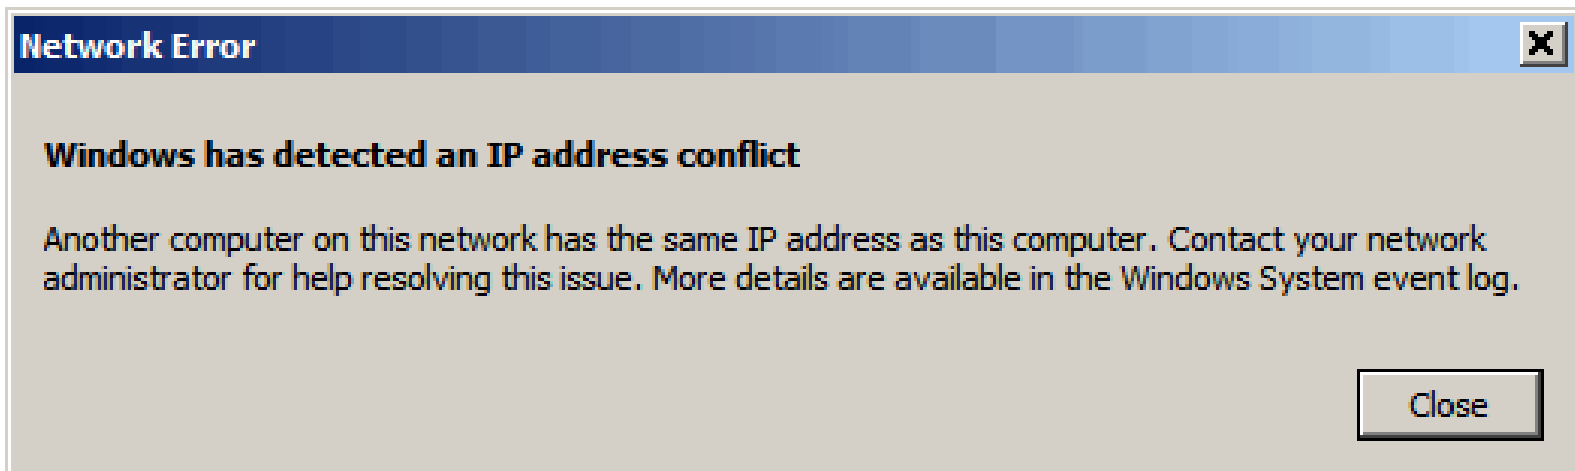 Network Error
Windows has detected an IP address conflict
Another computer on this network has the same IP address as this computer. Contact your network
administrator for help resolving this issue. More details are available in the Windows System event log.
Close